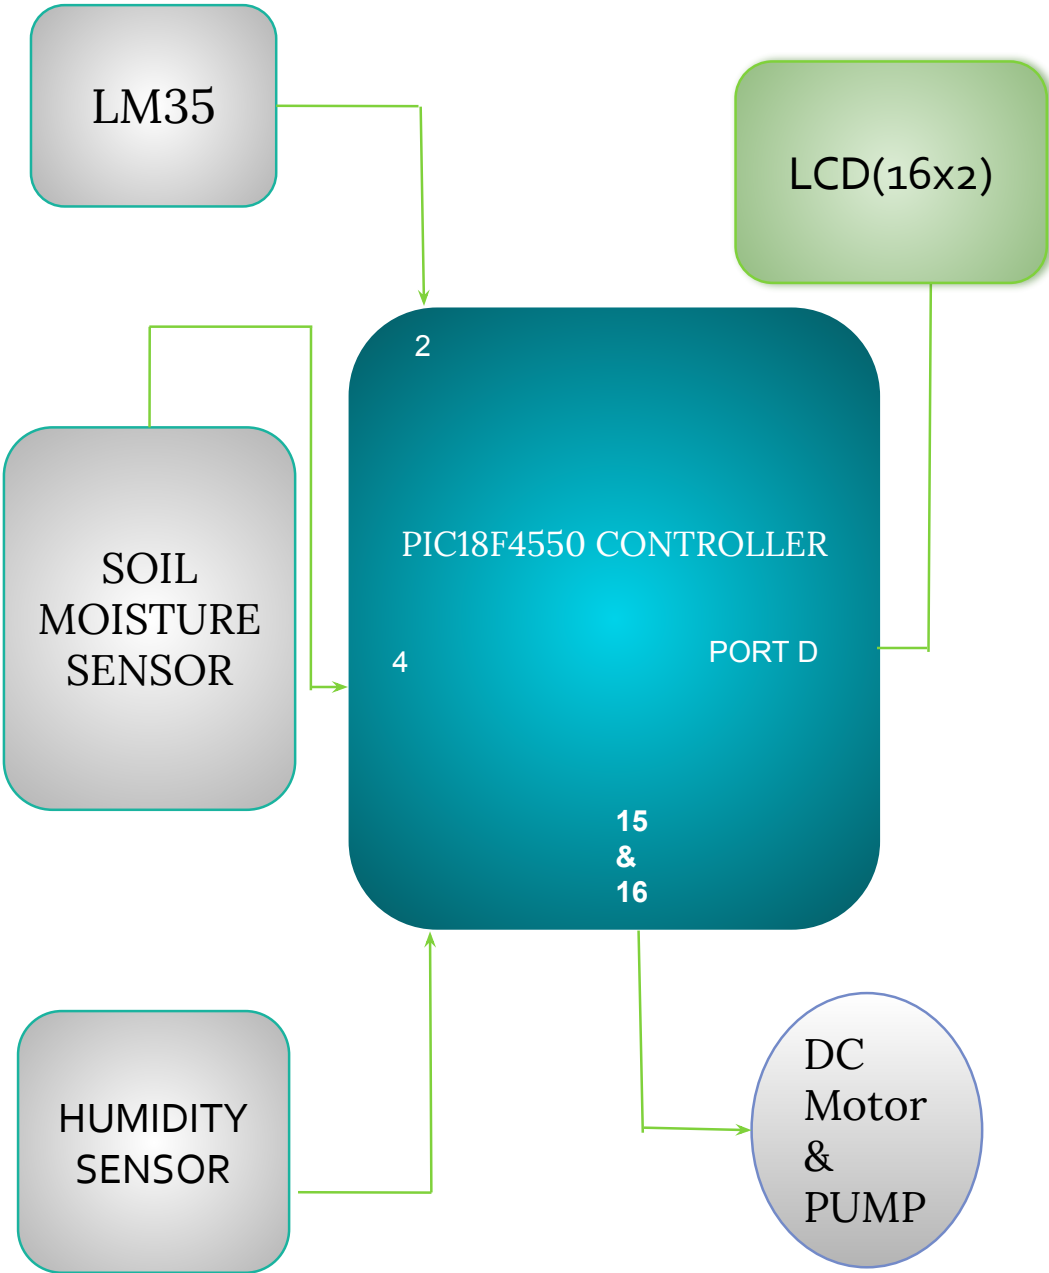 LM35
LCD(16x2)
2
PIC18F4550 CONTROLLER
SOIL
MOISTURE
SENSOR
4
PORT D
15
&
16
HUMIDITY
SENSOR
DC
Motor
&
PUMP